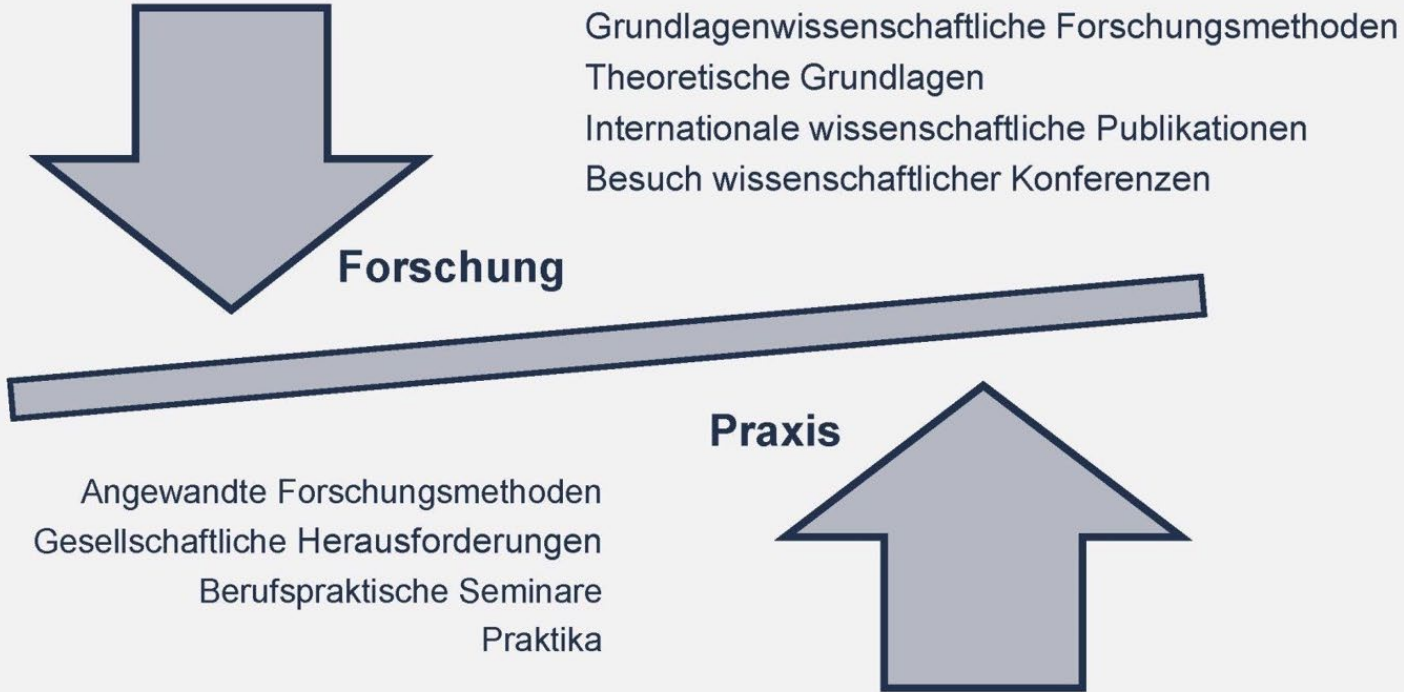 Grundlagenwissenschaftliche Forschungsmethoden
Theoretische Grundlagen
Internationale wissenschaftliche Publikationen
Besuch wissenschaftlicher Konferenzen
Forschung
Praxis
Angewandte Forschungsmethoden
Gesellschaftliche Herausforderungen
Berufspraktische Seminare
Praktika